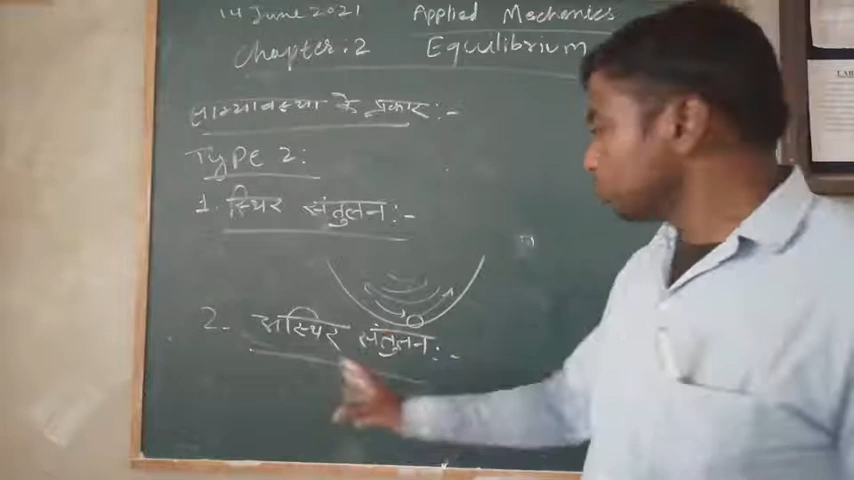 14 June 2021 Applied Mechanics
Chapter: 2 Equilibrium
साम्यावस्था के प्रकार :-
Type 2:
1. स्थिर संतुलन :-
2. अस्थिर संतुलन :-